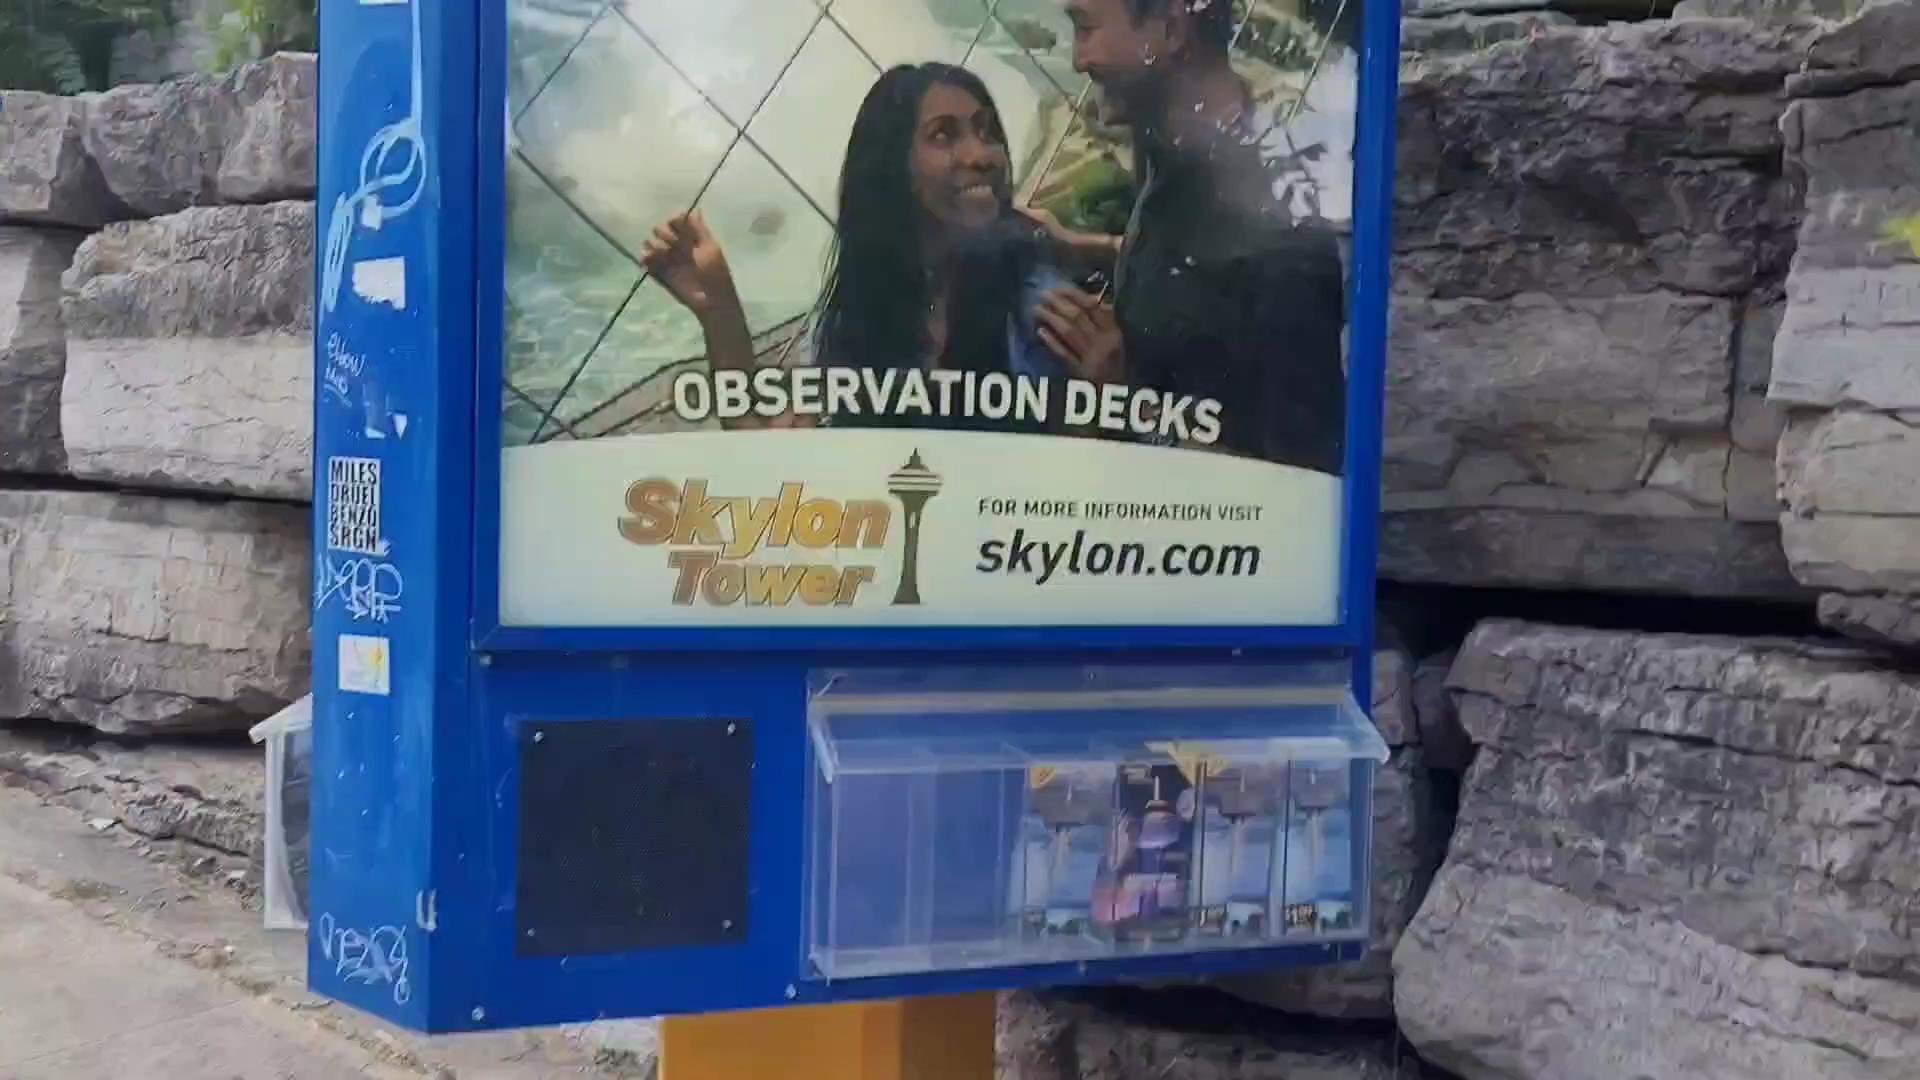 OBSERVATION DECKS
Skylon
Tower
FOR MORE INFORMATION VISIT
skylon.com
MILES
DRUEL
BENZO
SRGN